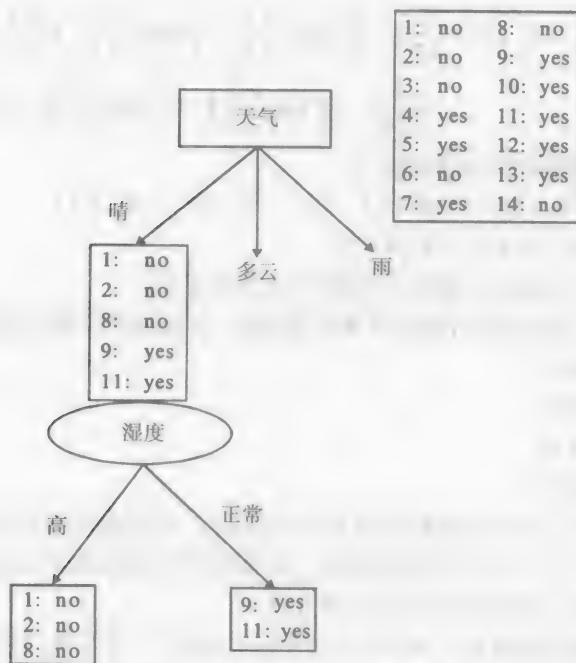 1: no 8: no
2: no 9: yes
3: no 10: yes
4: yes 11: yes
5: yes 12: yes
6: no 13: yes
7: yes 14: no
天气
晴
多云
雨
1: no
2: no
8: no
9: yes
11: yes
湿度
高
正常
1: no
2: no
8: no
9: yes
11: yes